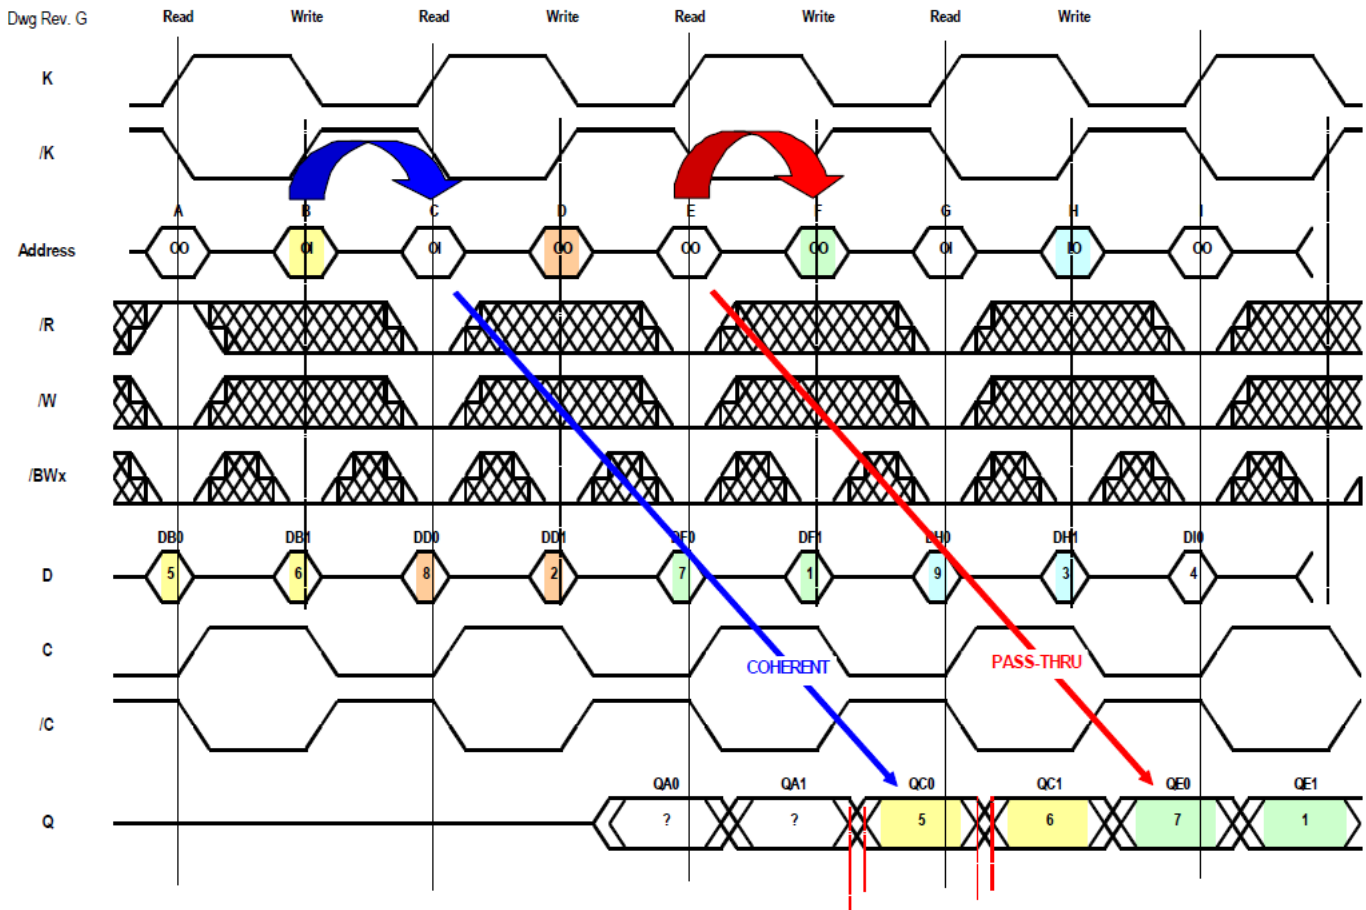 Dwg Rev. G Read Write Read Write Read Write Read Write
K
/K
A B C D E F G H I
Address OO OI OI OO OO OO OI IO OO
/R
/W
/BWx
DB0 DB1 DD0 DD1 DF0 DF1 DH0 DH1 DI0
D 5 6 8 2 7 1 9 3 4
C
COHERENT PASS-THRU
/C
QA0 QA1 QC0 QC1 QE0 QE1
Q ? ? 5 6 7 1